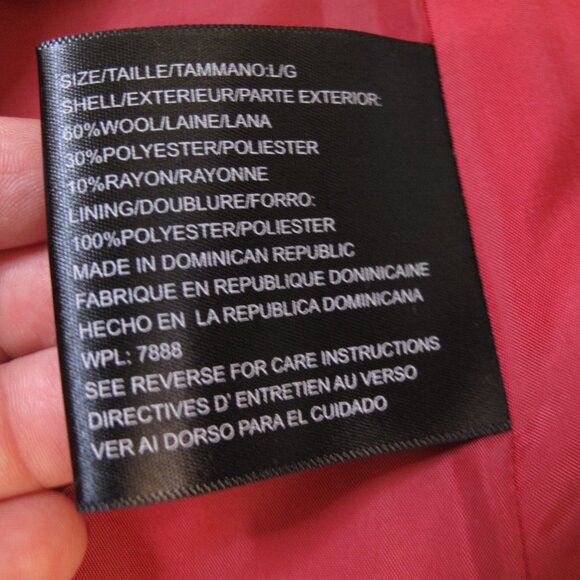 SIZE/TAILLE/TAMMANO:L/G
SHELL/EXTERIEUR/PARTE EXTERIOR:
60%WOOL/LAINE/LANA
30%POLYESTER/POLIESTER
10%RAYON/RAYONNE
LINING/DOUBLURE/FORRO:
100%POLYESTER/POLIESTER
MADE IN DOMINICAN REPUBLIC
FABRIQUE EN REPUBLIQUE DONINICAINE
HECHO EN LA REPUBLICA DOMINICANA
WPL: 7888
SEE REVERSE FOR CARE INSTRUCTIONS
DIRECTIVES D' ENTRETIEN AU VERSO
VER AI DORSO PARA EL CUIDADO